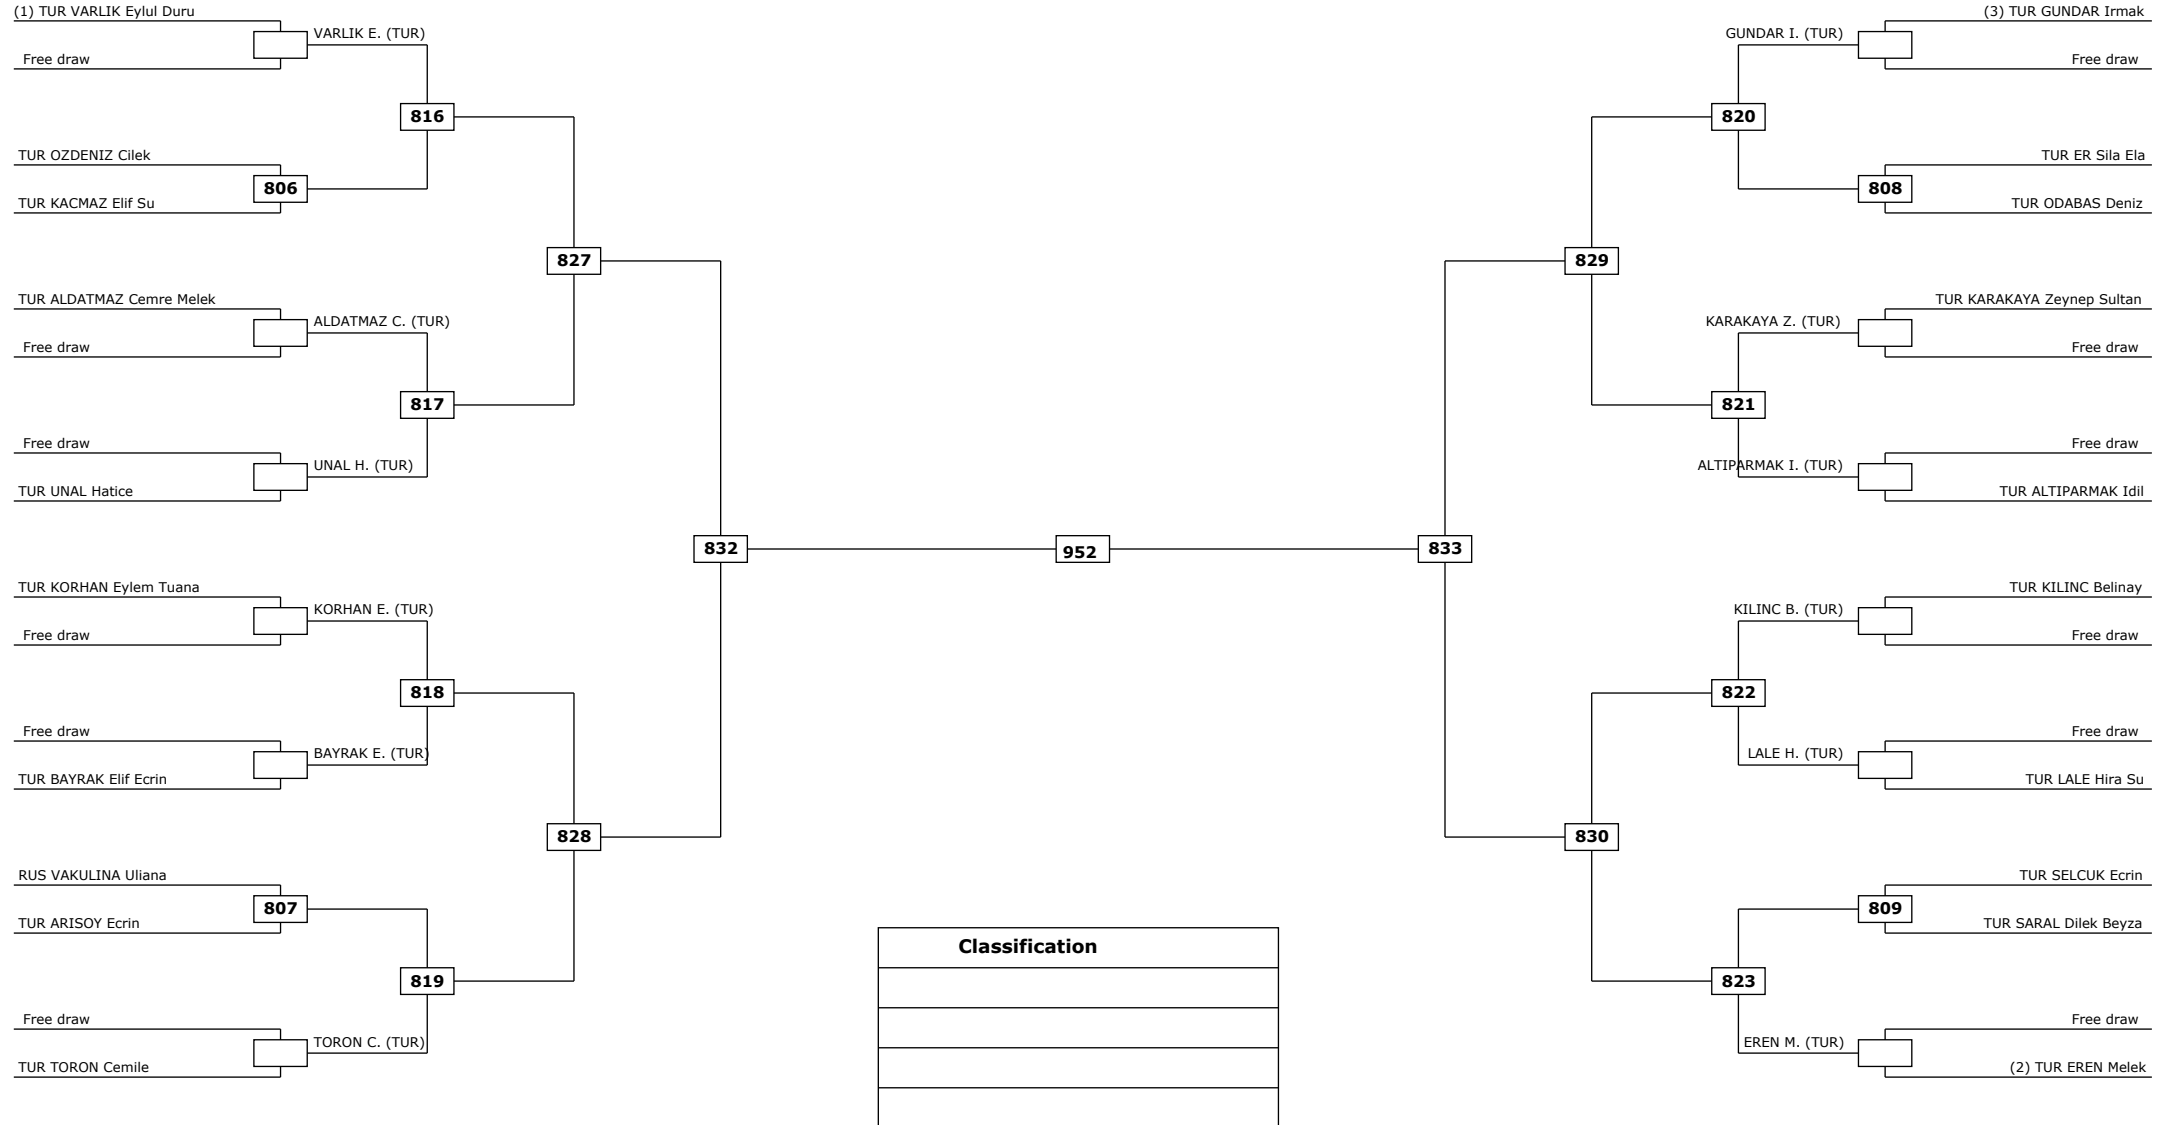 (1) TUR VARLIK Eylul Duru
VARLIK E. (TUR)
Free draw
816
TUR OZDENIZ Cilek
806
TUR KACMAZ Elif Su
827
TUR ALDATMAZ Cemre Melek
ALDATMAZ C. (TUR)
Free draw
817
Free draw
UNAL H. (TUR)
TUR UNAL Hatice
832
TUR KORHAN Eylem Tuana
KORHAN E. (TUR)
Free draw
818
Free draw
BAYRAK E. (TUR)
TUR BAYRAK Elif Ecrin
828
RUS VAKULINA Uliana
807
TUR ARISOY Ecrin
819
Free draw
TORON C. (TUR)
TUR TORON Cemile
952
Classification
(3) TUR GUNDAR Irmak
GUNDAR I. (TUR)
Free draw
820
TUR ER Sila Ela
808
TUR ODABAS Deniz
829
TUR KARAKAYA Zeynep Sultan
KARAKAYA Z. (TUR)
Free draw
821
Free draw
ALTIPARMAK I. (TUR)
TUR ALTIPARMAK Idil
833
TUR KILINC Belinay
KILINC B. (TUR)
Free draw
822
Free draw
LALE H. (TUR)
TUR LALE Hira Su
830
TUR SELCUK Ecrin
809
TUR SARAL Dilek Beyza
823
Free draw
EREN M. (TUR)
(2) TUR EREN Melek